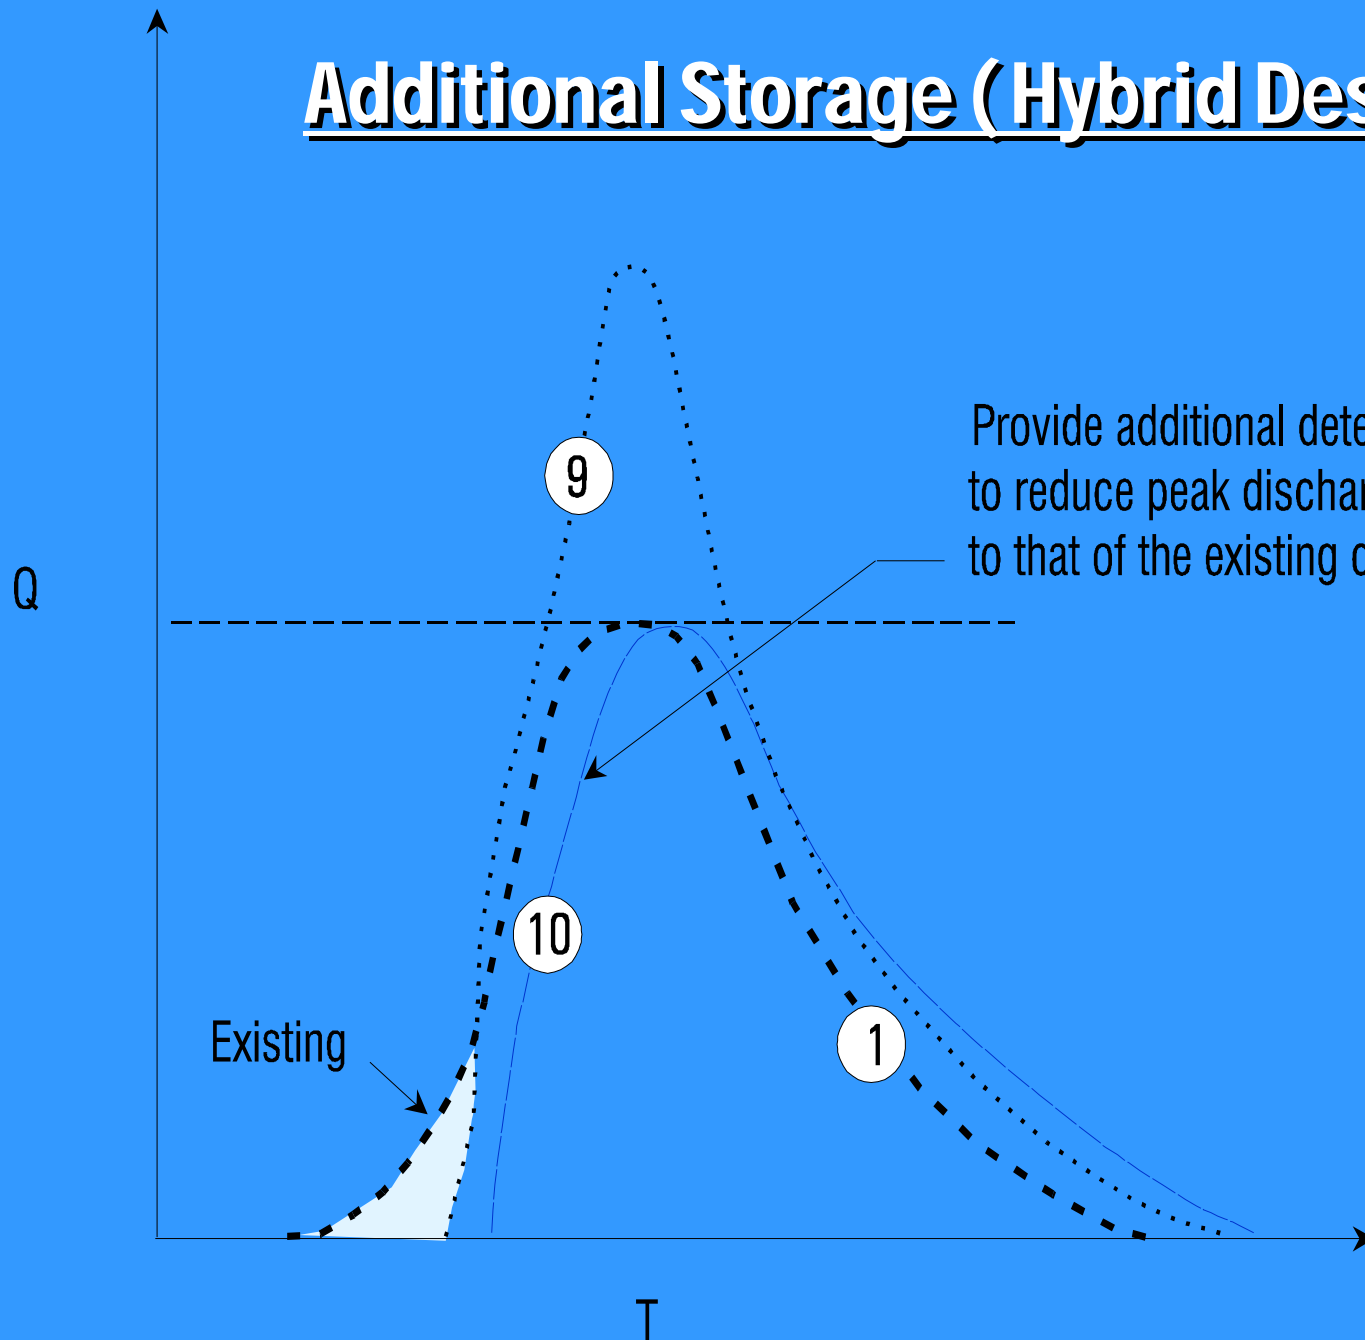 Additional Storage ( Hybrid Des
9
Provide additional dete
to reduce peak dischar
to that of the existing c
Q
10
Existing
1
T